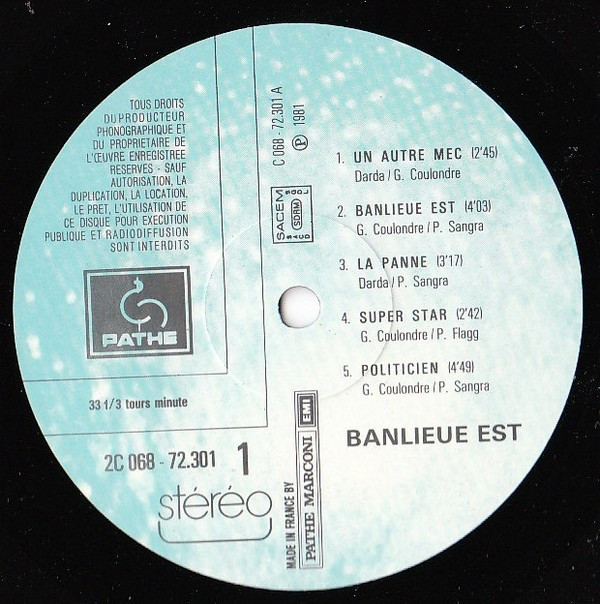 TOUS DROITS
DU PRODUCTEUR
PHONOGRAPHIQUE ET
DU PROPRIETAIRE DE
L'ŒUVRE ENREGISTREE
RESERVES - SAUF
AUTORISATION, LA
DUPLICATION, LA LOCATION,
LE PRET, L'UTILISATION DE
CE DISQUE POUR EXECUTION
PUBLIQUE ET RADIODIFFUSION
SONT INTERDITS
PATHE
33 1/3 tours minute
2C 068 - 72.301 1
stéréo
C 068 - 72.301 A
Ⓟ 1981
SACEM
SDRM
SACD
MADE IN FRANCE BY
PATHE MARCONI EMI
1. UN AUTRE MEC (2'45)
Darda / G. Coulondre
2. BANLIEUE EST (4'03)
G. Coulondre / P. Sangra
3. LA PANNE (3'17)
Darda / P. Sangra
4. SUPER STAR (2'42)
G. Coulondre / P. Flagg
5. POLITICIEN (4'49)
G. Coulondre / P. Sangra
BANLIEUE EST